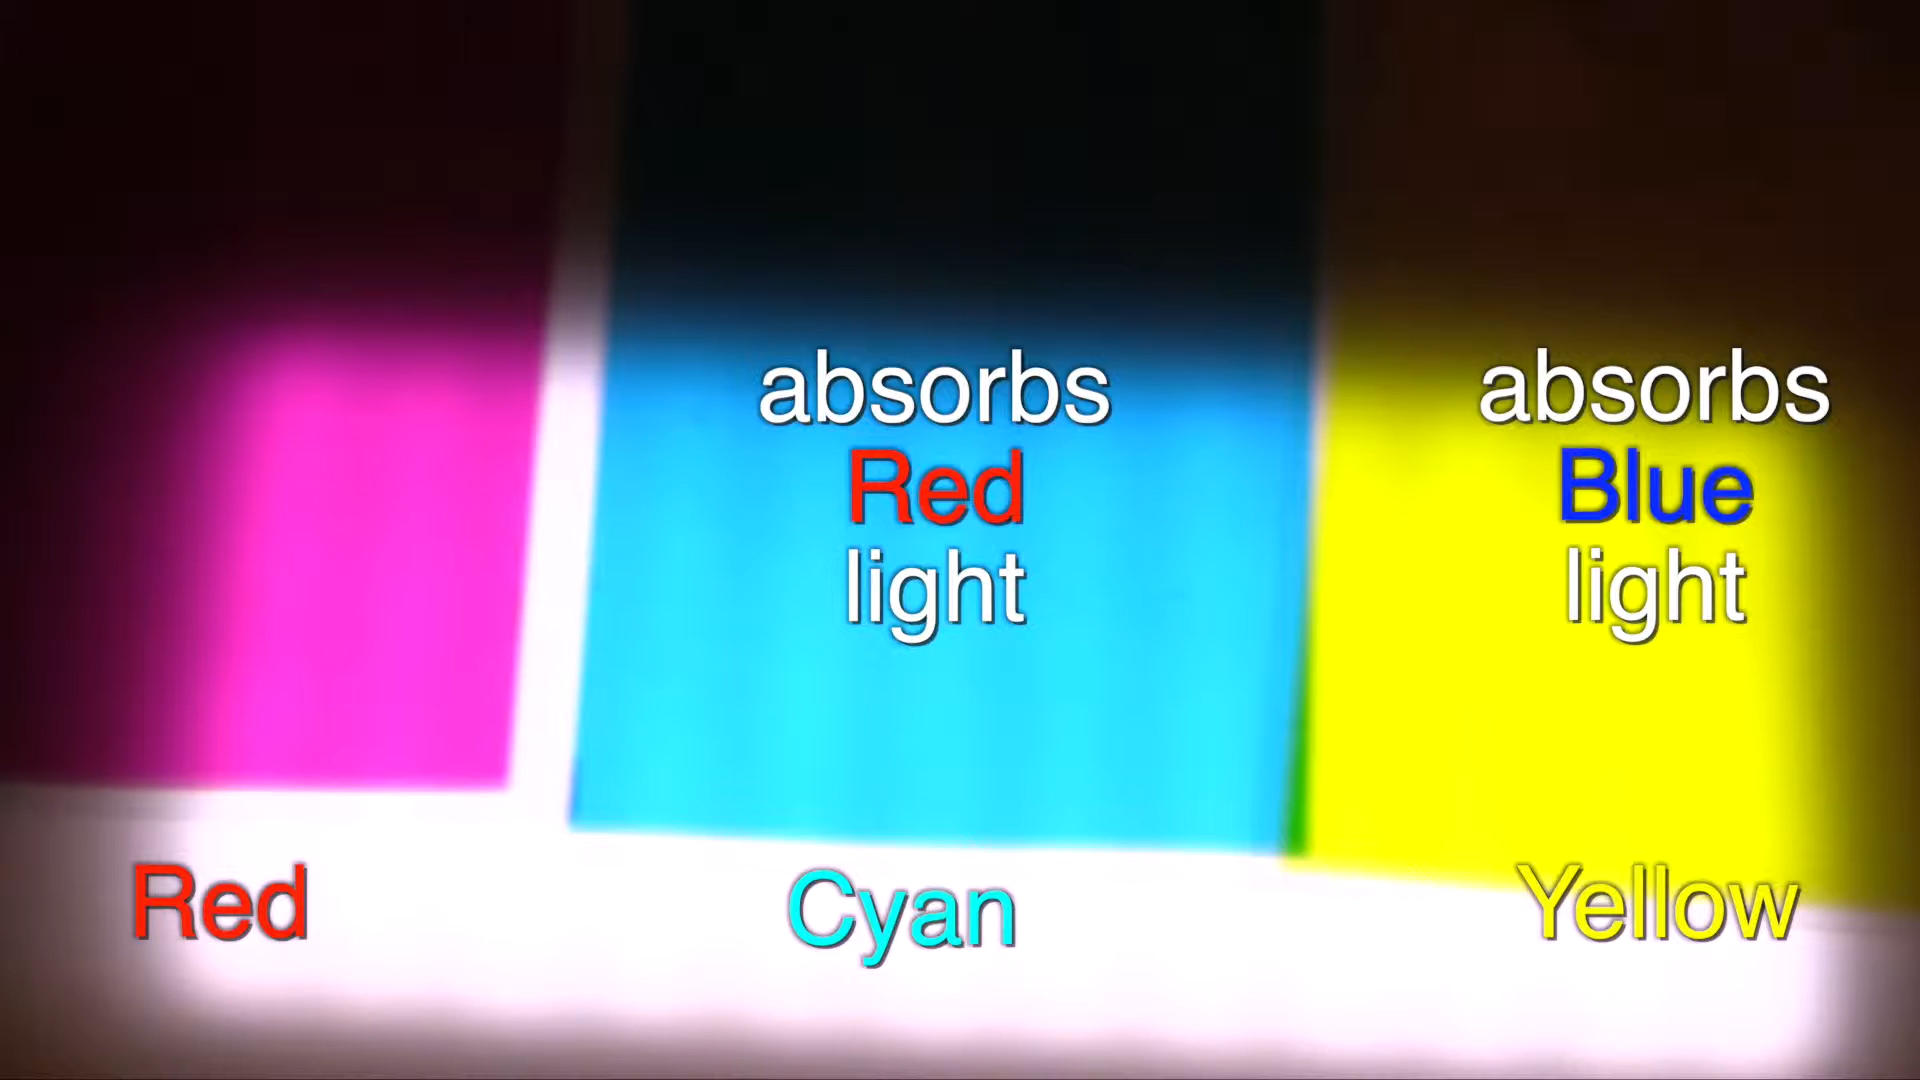 absorbs
Red
light
absorbs
Blue
light
Red
Cyan
Yellow